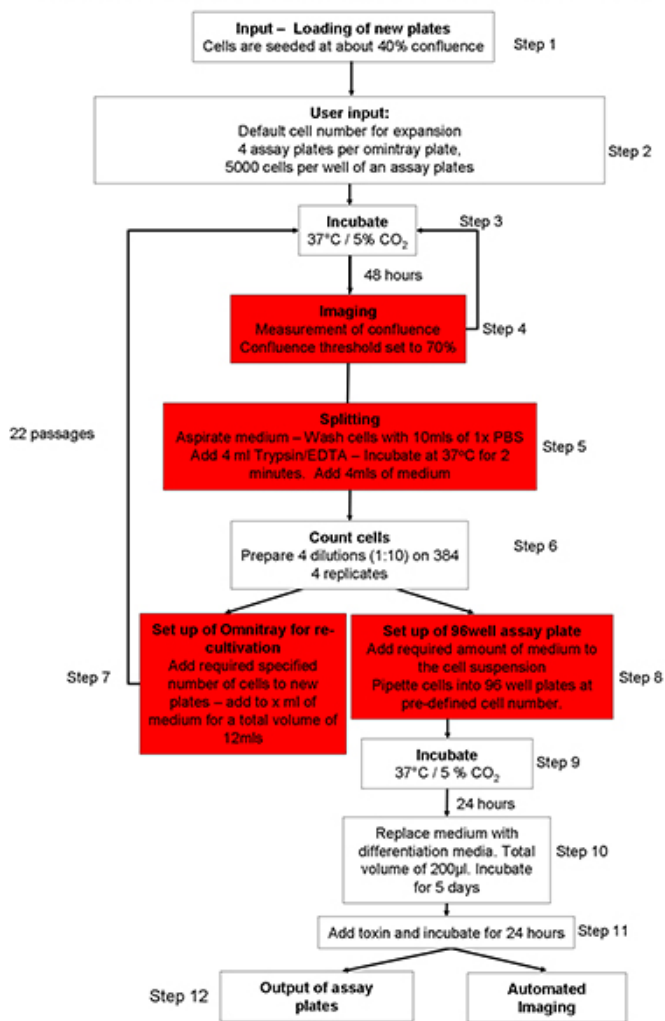 Input – Loading of new plates
Cells are seeded at about 40% confluence
Step 1
User input:
Default cell number for expansion
4 assay plates per omintray plate,
5000 cells per well of an assay plates
Step 2
Incubate
37°C / 5% CO2
Step 3
48 hours
Imaging
Measurement of confluence
Confluence threshold set to 70%
Step 4
22 passages
Splitting
Aspirate medium – Wash cells with 10mls of 1x PBS
Add 4 ml Trypsin/EDTA – Incubate at 37ºC for 2
minutes. Add 4mls of medium
Step 5
Count cells
Prepare 4 dilutions (1:10) on 384
4 replicates
Step 6
Set up of Omnitray for re-
cultivation
Add required specified
number of cells to new
plates – add to x ml of
medium for a total volume of
12mls
Step 7
Set up of 96well assay plate
Add required amount of medium to
the cell suspension
Pipette cells into 96 well plates at
pre-defined cell number.
Step 8
Incubate
37°C / 5 % CO2
Step 9
24 hours
Replace medium with
differentiation media. Total
volume of 200µl. Incubate
for 5 days
Step 10
Add toxin and incubate for 24 hours
Step 11
Step 12
Output of assay
plates
Automated
Imaging